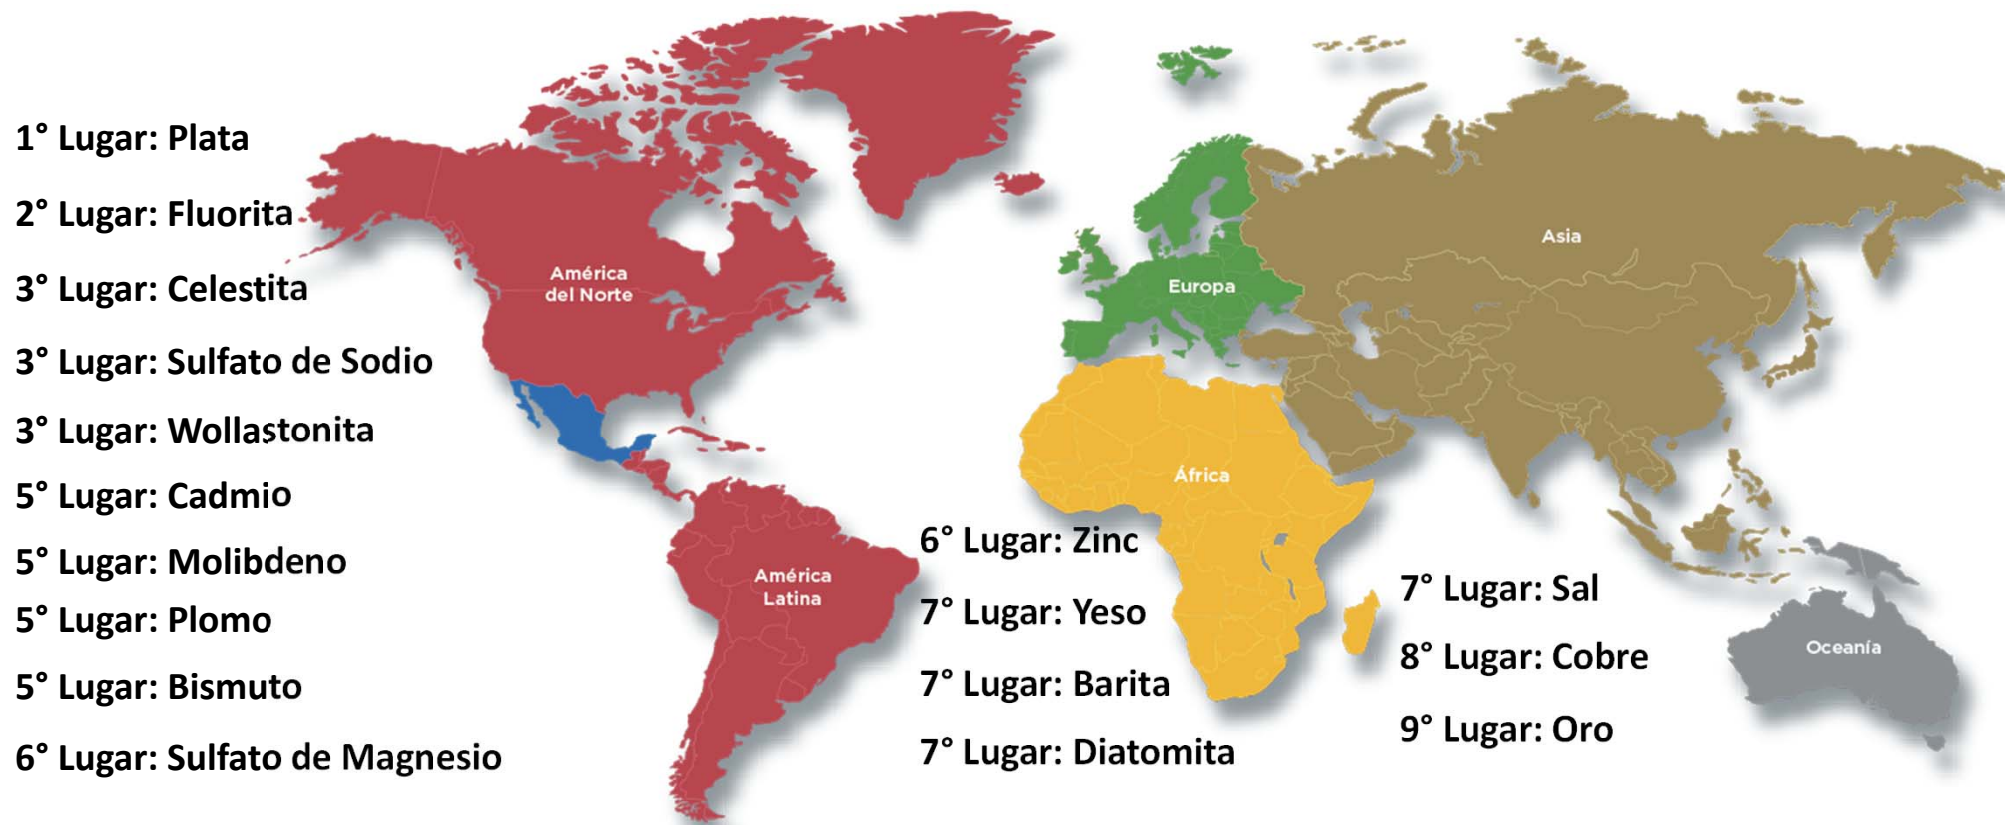 1° Lugar: Plata
2° Lugar: Fluorita
3° Lugar: Celestita
3° Lugar: Sulfato de Sodio
3° Lugar: Wollastonita
5° Lugar: Cadmio
5° Lugar: Molibdeno
5° Lugar: Plomo
5° Lugar: Bismuto
6° Lugar: Sulfato de Magnesio
América
del Norte
América
Latina
Europa
África
Asia
Oceanía
6° Lugar: Zinc
7° Lugar: Yeso
7° Lugar: Barita
7° Lugar: Diatomita
7° Lugar: Sal
8° Lugar: Cobre
9° Lugar: Oro